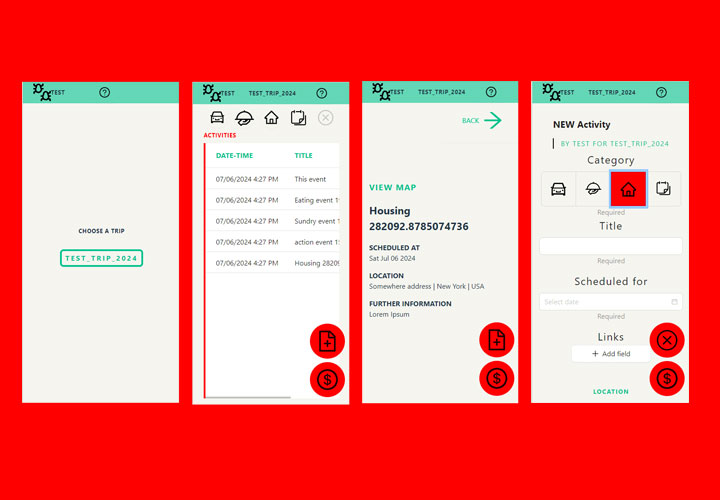 TEST
CHOOSE A TRIP
TEST_TRIP_2024
TEST TEST_TRIP_2024
ACTIVITIES
DATE-TIME TITLE
07/06/2024 4:27 PM This event
07/06/2024 4:27 PM Eating event 1
07/06/2024 4:27 PM Sundry event 1
07/06/2024 4:27 PM action event 1
07/06/2024 4:27 PM Housing 28209
TEST TEST_TRIP_2024
BACK
VIEW MAP
Housing
282092.8785074736
SCHEDULED AT
Sat Jul 06 2024
LOCATION
Somewhere address | New York | USA
FURTHER INFORMATION
Lorem Ipsum
TEST TEST_TRIP_2024
NEW Activity
BY TEST FOR TEST_TRIP_2024
Category
Required
Title
Required
Scheduled for
Select date
Required
Links
+ Add field
LOCATION